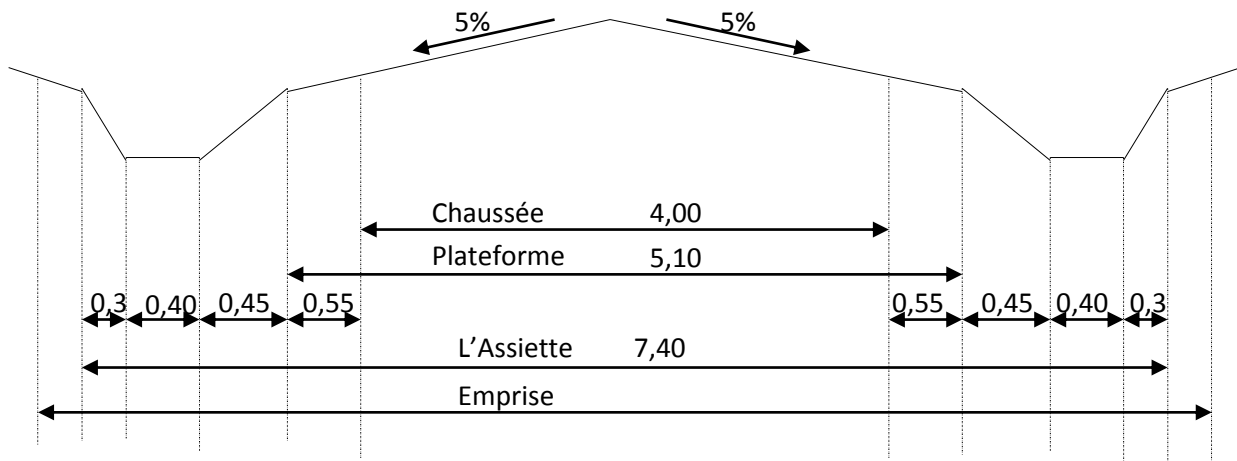 5% 5%
Chaussée 4,00
Plateforme 5,10
0,3 0,40 0,45 0,55 0,55 0,45 0,40 0,3
L’Assiette 7,40
Emprise